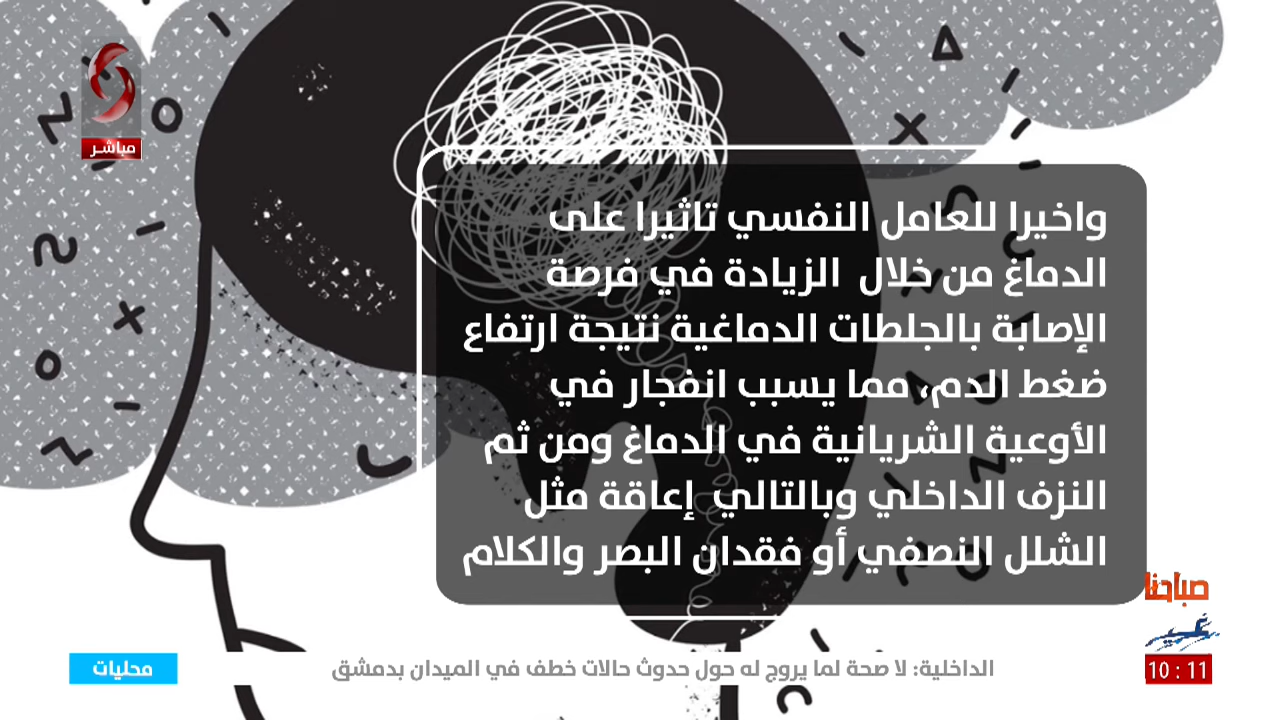 مباشر
واخيرا للعامل النفسي تاثيرا على
الدماغ من خلال الزيادة في فرصة
الإصابة بالجلطات الدماغية نتيجة ارتفاع
ضغط الدم، مما يسبب انفجار في
الأوعية الشريانية في الدماغ ومن ثم
النزف الداخلي وبالتالي إعاقة مثل
الشلل النصفي أو فقدان البصر والكلام
صباحنا
غير
10 : 11
محليات
الداخلية: لا صحة لما يروج له حول حدوث حالات خطف في الميدان بدمشق